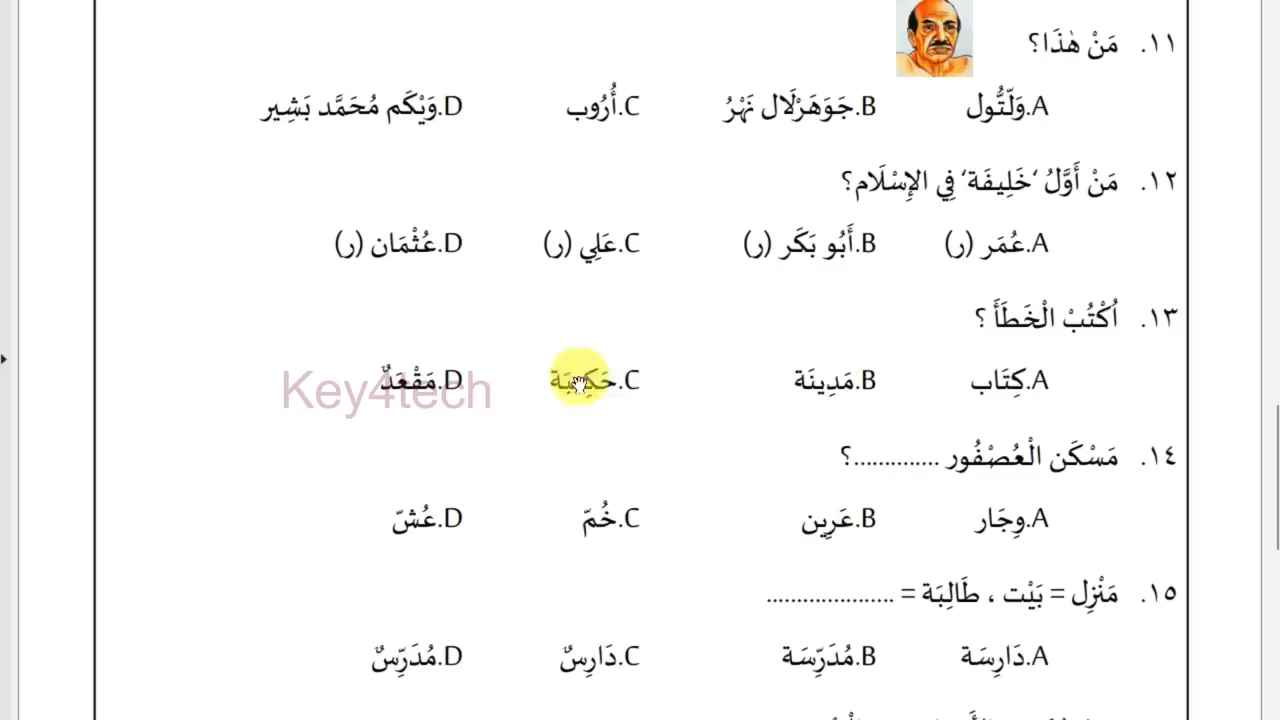 ١١. مَنْ هٰذَا؟
A.وَلّتُّول B.جَوَهَرْلَال نَهْرُ C.أُرُوب D.وَيْكَم مُحَمَّد بَشِير
١٢. مَنْ أَوَّلُ ‘خَلِيفَة‘ فِي الإِسْلَام؟
A.عُمَر (ر) B.أَبُو بَكَر (ر) C.عَلِي (ر) D.عُثْمَان (ر)
١٣. اُكْتُبْ الْخَطَأَ ؟
A.كِتَاب B.مَدِينَة C.حَكِيبَة D.مَقْعَدٌ
Key4tech
١٤. مَسْكَن الْعُصْفُور ..............؟
A.وِجَار B.عَرِين C.خُمّ D.عُشّ
١٥. مَنْزِل = بَيْت ، طَالِبَة = .....................
A.دَارِسَة B.مُدَرِّسَة C.دَارِسٌ D.مُدَرِّسٌ